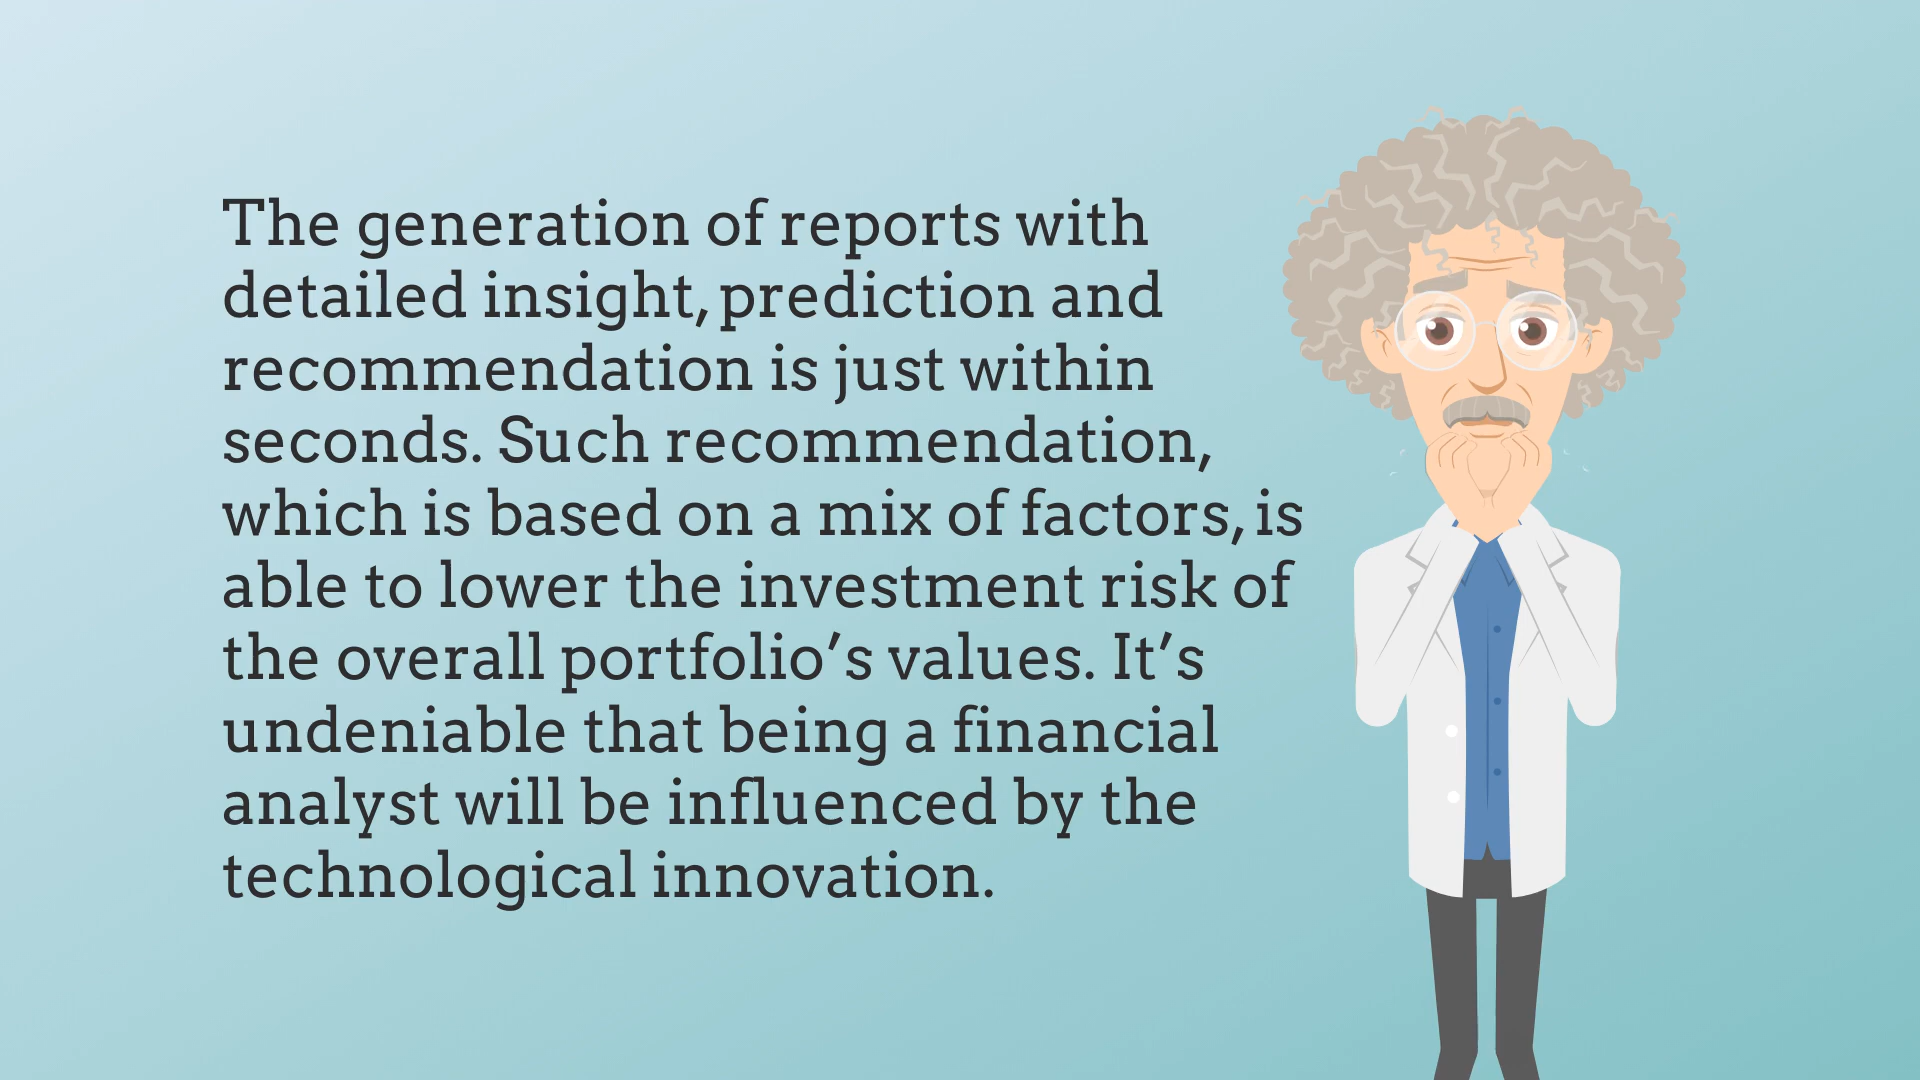 The generation of reports with
detailed insight, prediction and
recommendation is just within
seconds. Such recommendation,
which is based on a mix of factors, is
able to lower the investment risk of
the overall portfolio’s values. It’s
undeniable that being a financial
analyst will be influenced by the
technological innovation.